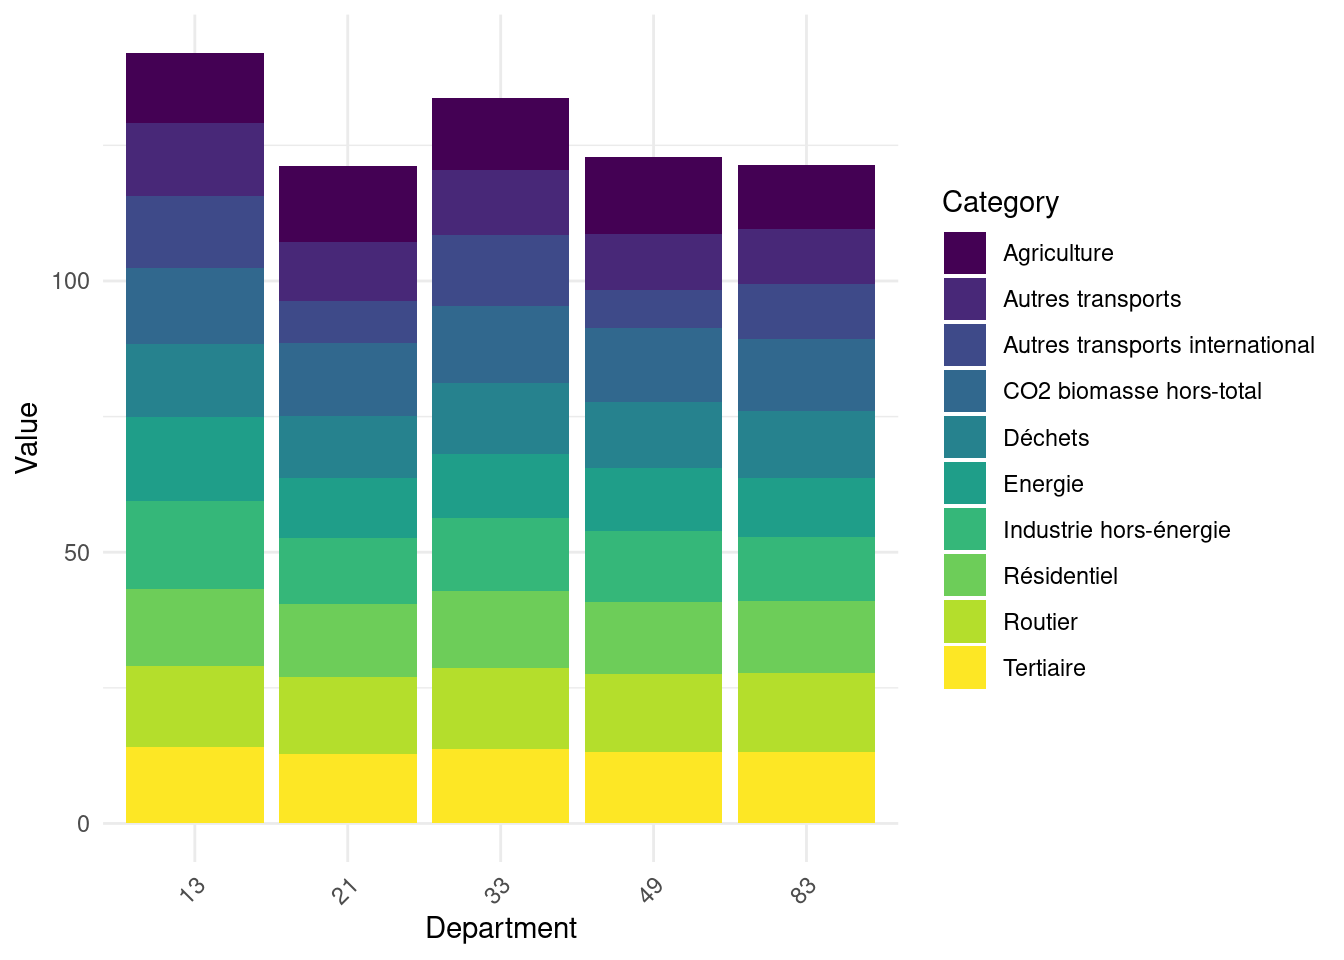 Value
100
50
0
13
21
33
49
83
Department
Category
Agriculture
Autres transports
Autres transports international
CO2 biomasse hors-total
Déchets
Energie
Industrie hors-énergie
Résidentiel
Routier
Tertiaire